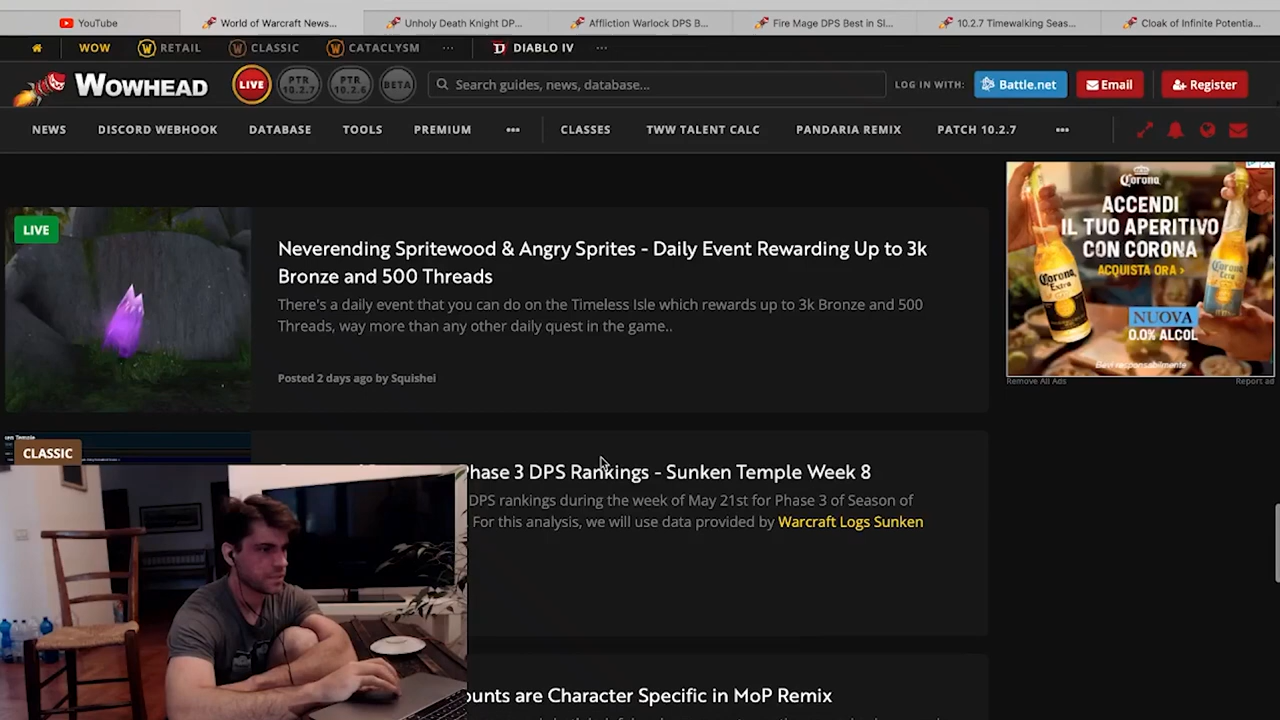 YouTube
World of Warcraft News...
Unholy Death Knight DP...
Affliction Warlock DPS B...
Fire Mage DPS Best in Sl...
10.2.7 Timewalking Seas...
Cloak of Infinite Potentia...
WOW
RETAIL
CLASSIC
CATACLYSM
DIABLO IV
WOWHEAD
LIVE
PTR
10.2.7
PTR
10.2.6
BETA
Search guides, news, database...
LOG IN WITH:
Battle.net
Email
Register
NEWS
DISCORD WEBHOOK
DATABASE
TOOLS
PREMIUM
CLASSES
TWW TALENT CALC
PANDARIA REMIX
PATCH 10.2.7
LIVE
Neverending Spritewood & Angry Sprites - Daily Event Rewarding Up to 3k
Bronze and 500 Threads
There's a daily event that you can do on the Timeless Isle which rewards up to 3k Bronze and 500
Threads, way more than any other daily quest in the game..
Posted 2 days ago by Squishei
Corona
ACCENDI
IL TUO APERITIVO
CON CORONA
ACQUISTA ORA ›
Corona
Extra
Corona
Cero
NUOVA
0.0% ALCOL
Bevi responsabilmente
Remove All Ads
Report ad
CLASSIC
hase 3 DPS Rankings - Sunken Temple Week 8
DPS rankings during the week of May 21st for Phase 3 of Season of
For this analysis, we will use data provided by Warcraft Logs Sunken
ounts are Character Specific in MoP Remix